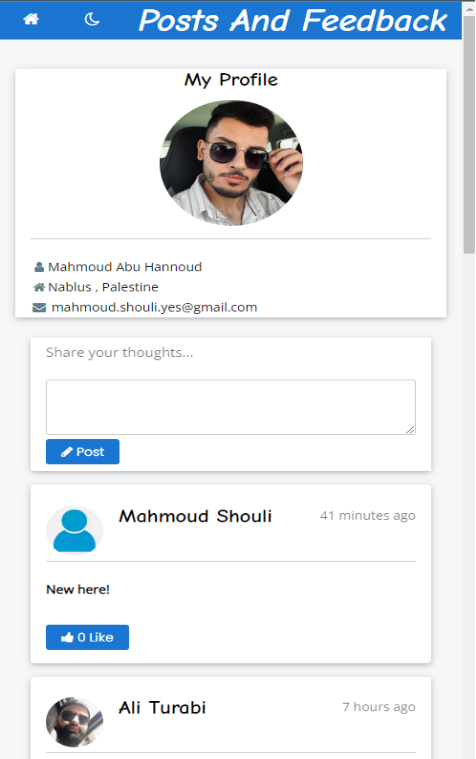 Posts And Feedback
My Profile
Mahmoud Abu Hannoud
Nablus , Palestine
mahmoud.shouli.yes@gmail.com
Share your thoughts...
Post
Mahmoud Shouli 41 minutes ago
New here!
0 Like
Ali Turabi 7 hours ago